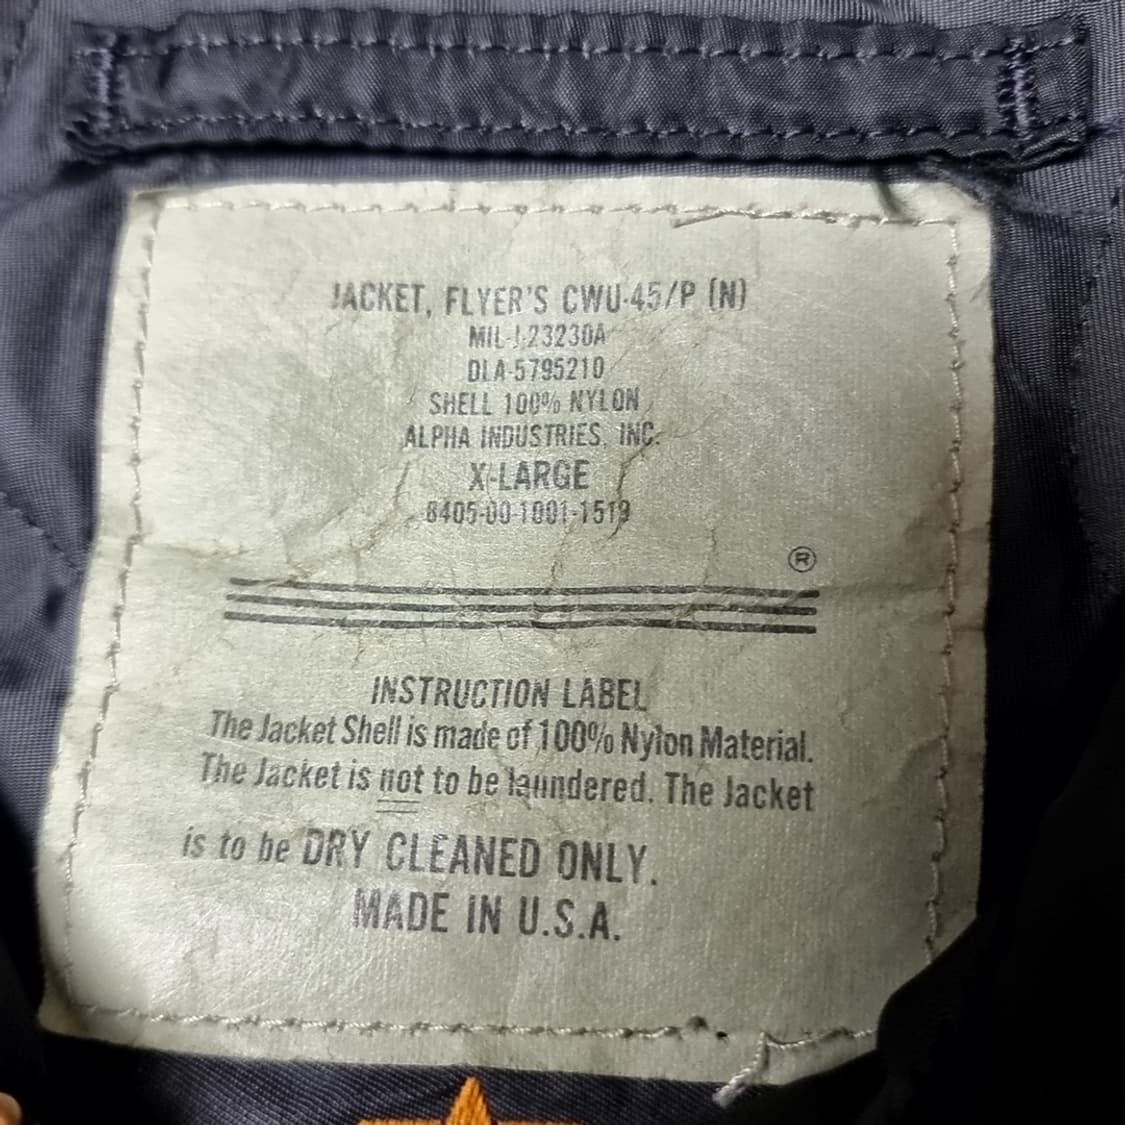 JACKET, FLYER'S CWU-45/P (N)
MIL-J-23230A
DLA-5795210
SHELL 100% NYLON
ALPHA INDUSTRIES, INC.
X-LARGE
8405-00-1001-1519
®
INSTRUCTION LABEL
The Jacket Shell is made of 100% Nylon Material.
The Jacket is not to be laundered. The Jacket
is to be DRY CLEANED ONLY.
MADE IN U.S.A.